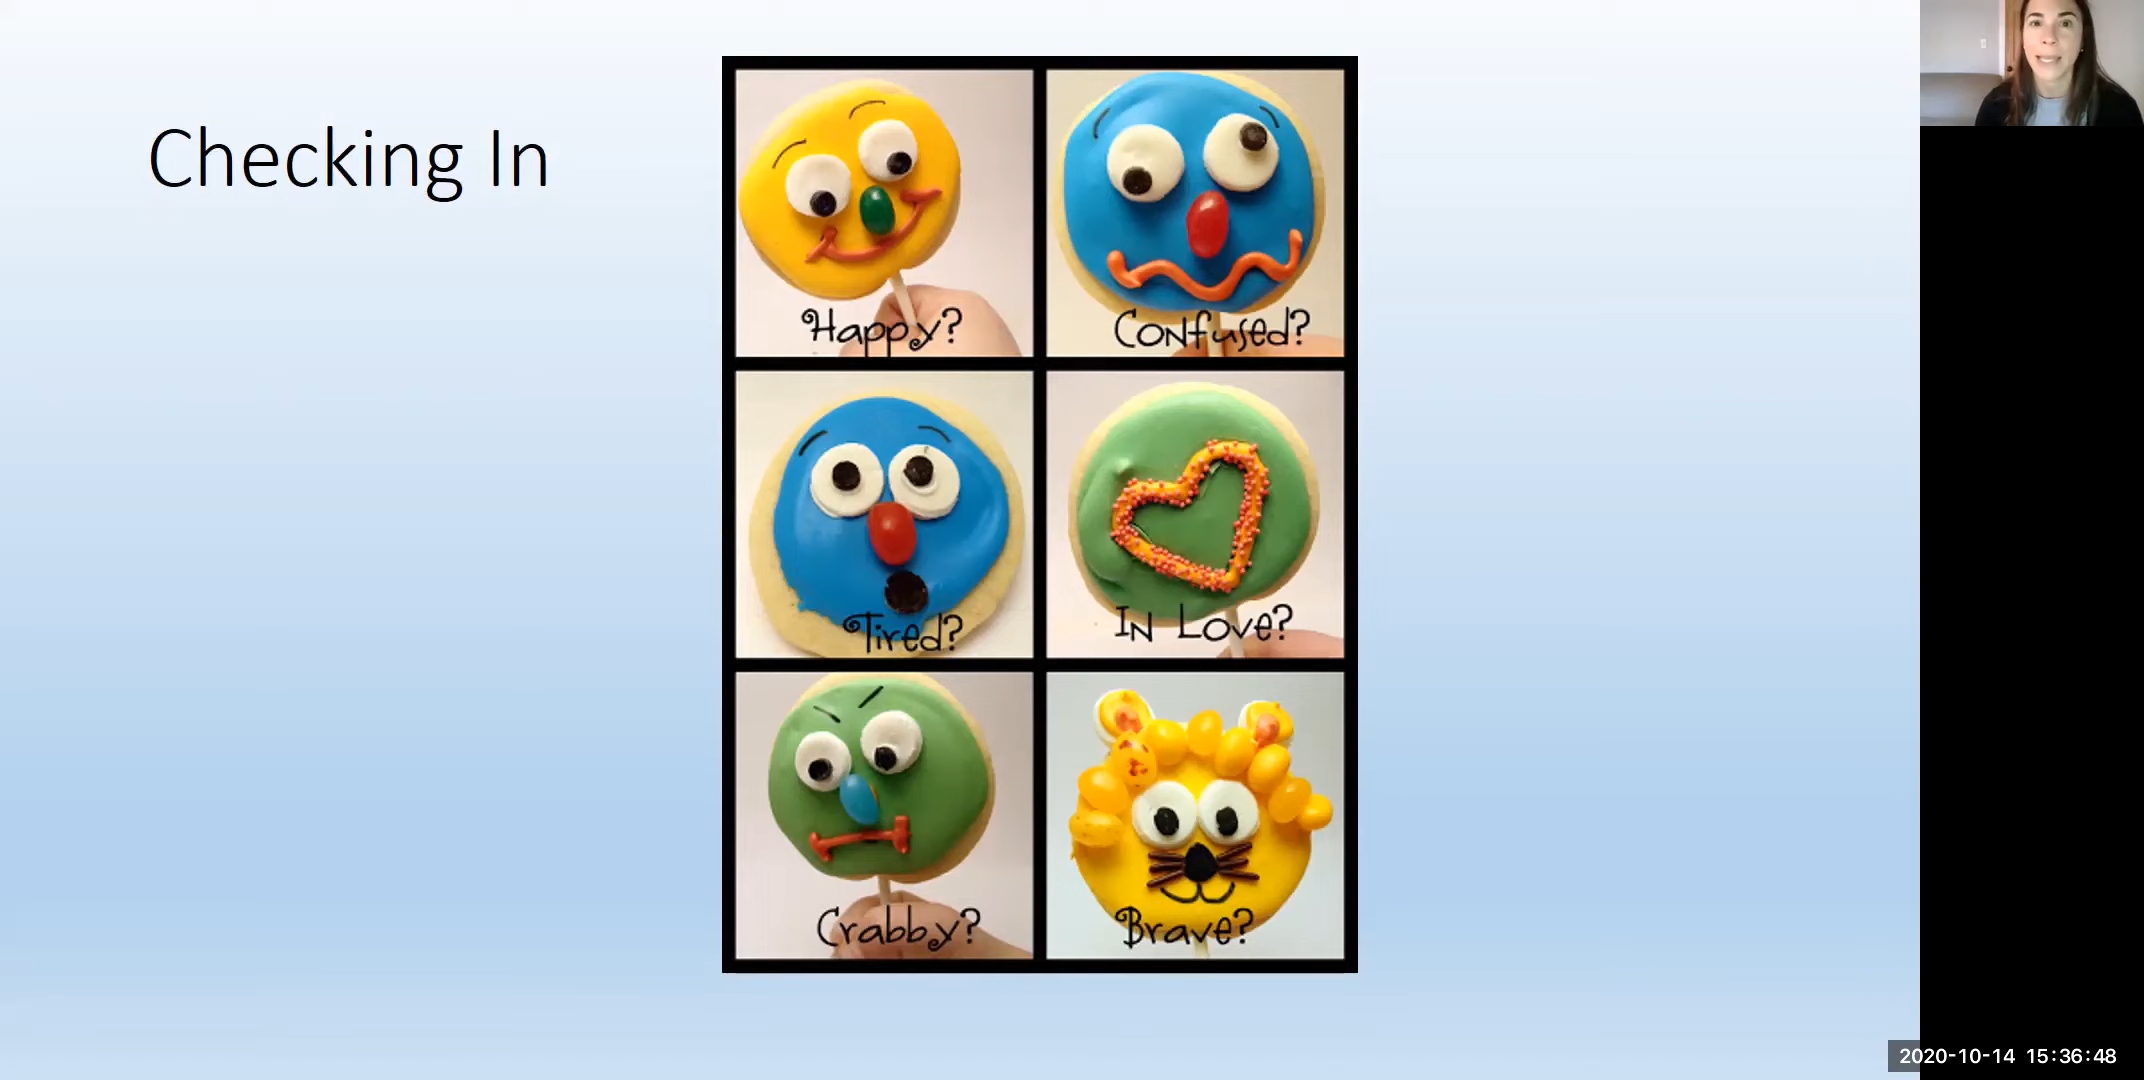 Checking In
Happy?
Confused?
Tired?
In Love?
Crabby?
Brave?
2020-10-14 15:36:48